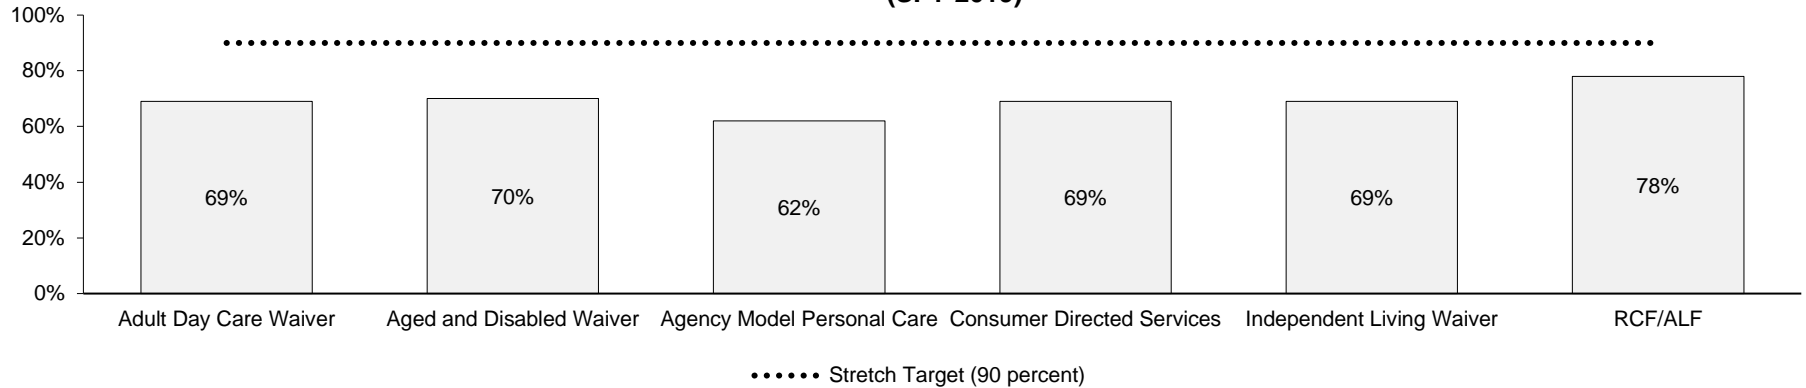 100%
80%
60%
40%
20%
0%
69%
70%
62%
69%
69%
78%
Adult Day Care Waiver
Aged and Disabled Waiver
Agency Model Personal Care
Consumer Directed Services
Independent Living Waiver
RCF/ALF
Stretch Target (90 percent)